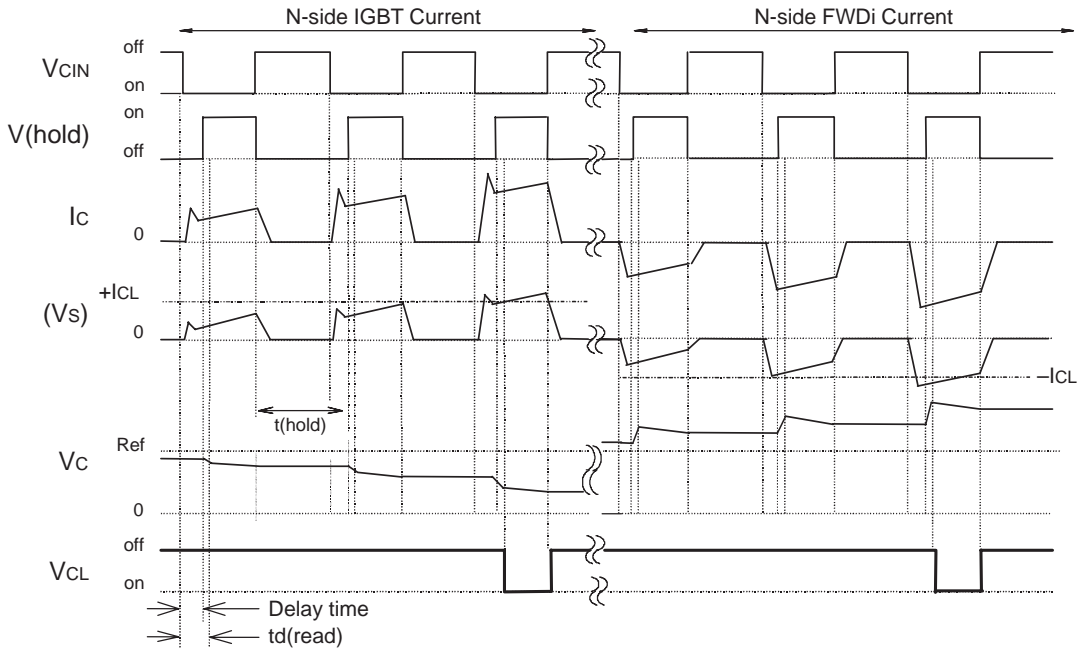 N-side IGBT Current
N-side FWDi Current
VCIN
off
on
V(hold)
on
off
IC
0
+ICL
(VS)
0
–ICL
t(hold)
Ref
VC
0
off
VCL
on
Delay time
td(read)